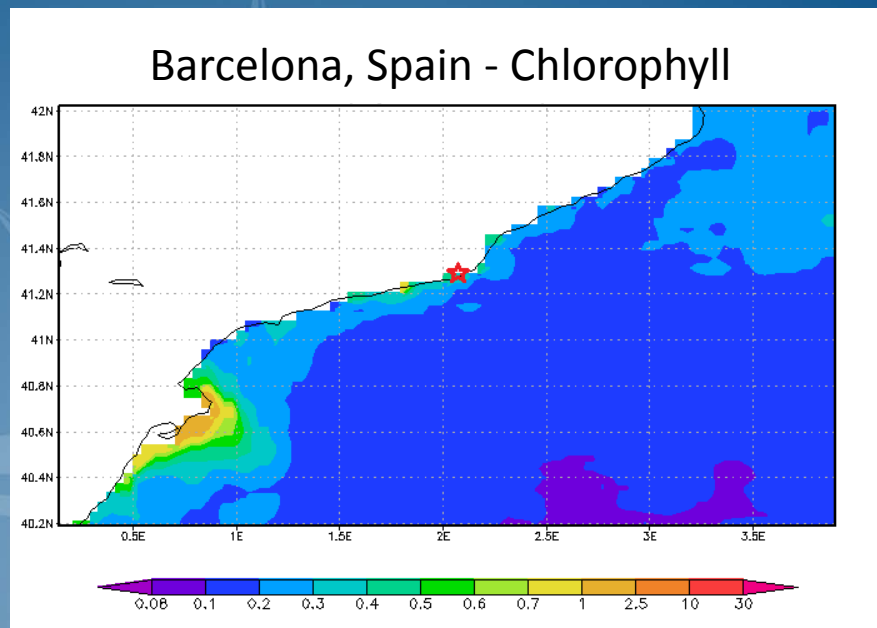 Barcelona, Spain - Chlorophyll
42N
41.8N
41.6N
41.4N
41.2N
41N
40.8N
40.6N
40.4N
40.2N
0.5E 1E 1.5E 2E 2.5E 3E 3.5E
0.08 0.1 0.2 0.3 0.4 0.5 0.6 0.7 1 2.5 10 30